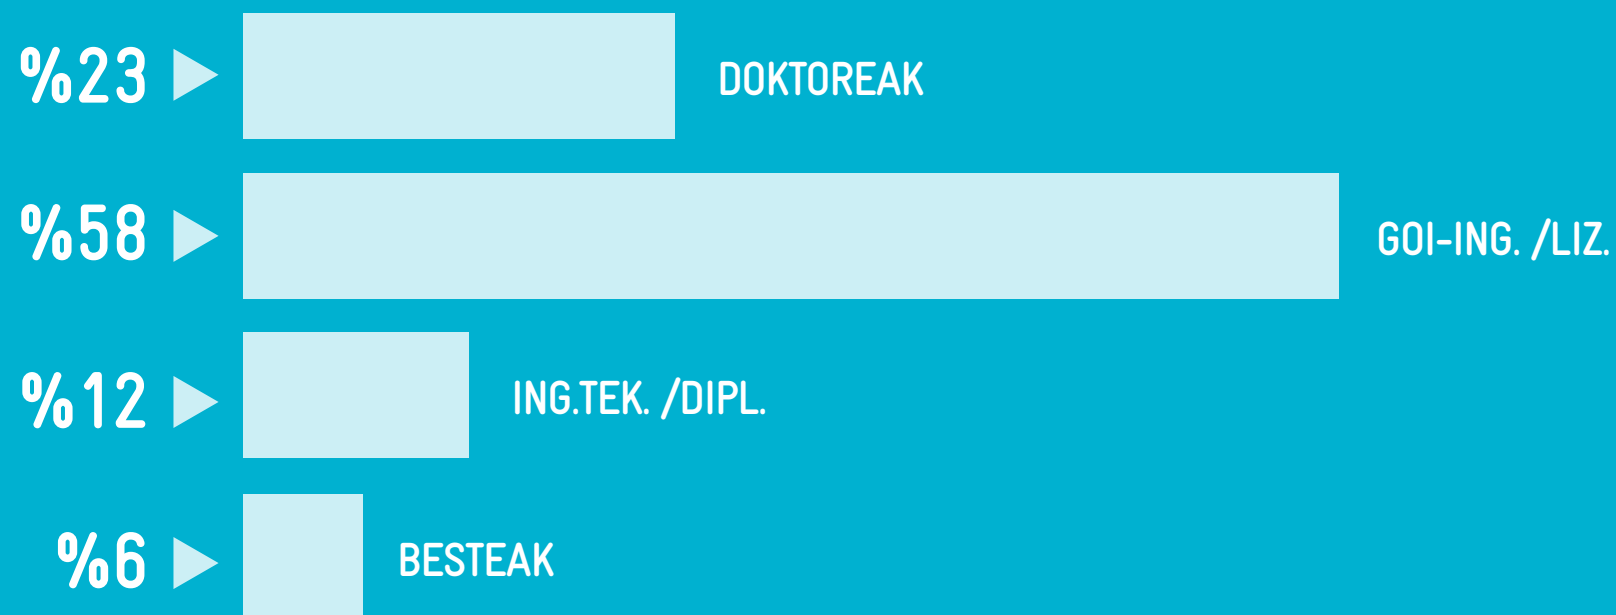 %23 DOKTOREAK
%58 GOI-ING. /LIZ.
%12 ING.TEK. /DIPL.
%6 BESTEAK